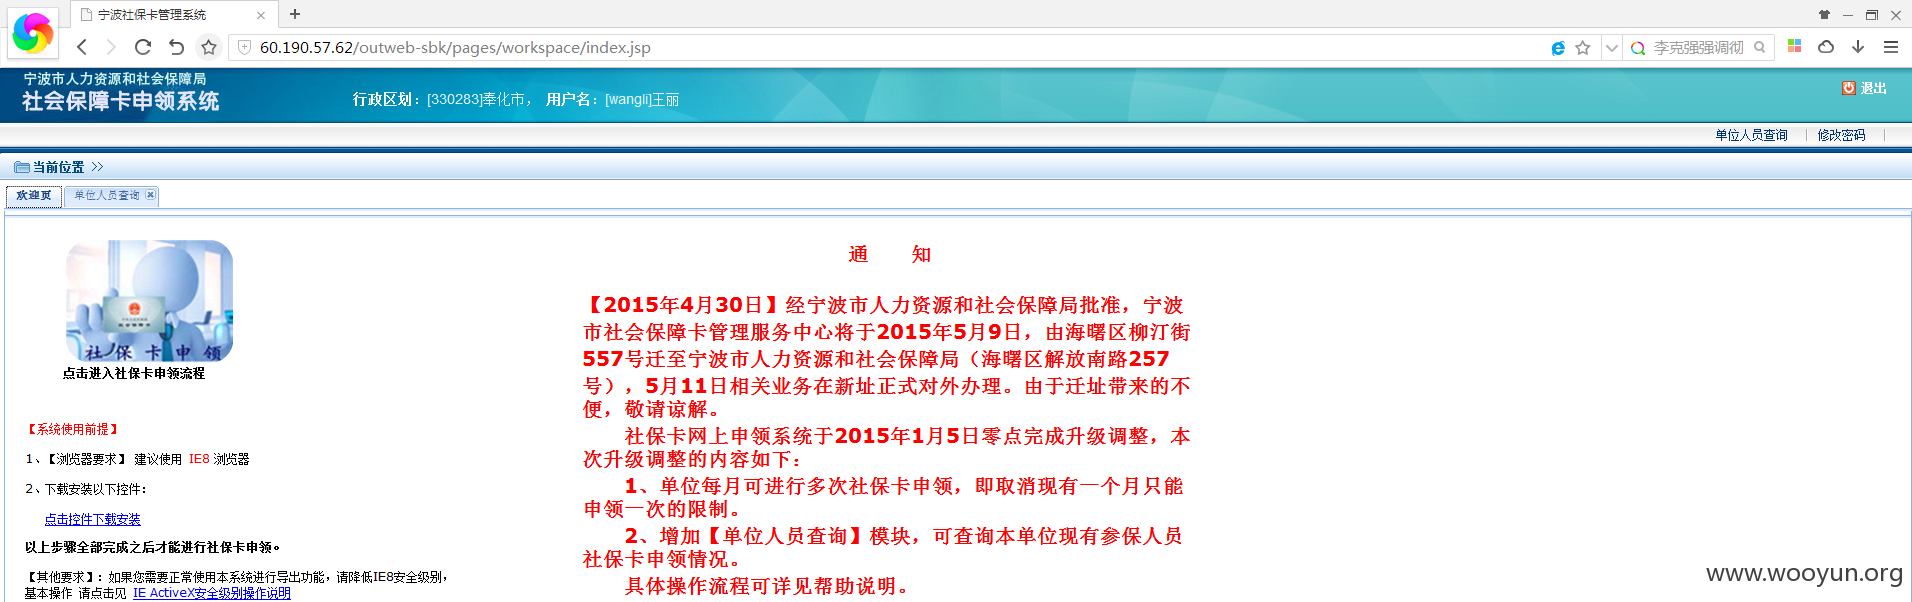 宁波社保卡管理系统
60.190.57.62/outweb-sbk/pages/workspace/index.jsp
李克强强调彻
宁波市人力资源和社会保障局
社会保障卡申领系统
行政区划：[330283]奉化市， 用户名：[wangli]王丽
退出
单位人员查询 | 修改密码 |
当前位置 >>
欢迎页 单位人员查询
社 保 卡 申 领
点击进入社保卡申领流程
【系统使用前提】
1、【浏览器要求】 建议使用 IE8 浏览器
2、下载安装以下控件：
点击控件下载安装
以上步骤全部完成之后才能进行社保卡申领。
【其他要求】：如果您需要正常使用本系统进行导出功能，请降低IE8安全级别，
基本操作 请点击见 IE ActiveX安全级别操作说明
通 知
【2015年4月30日】经宁波市人力资源和社会保障局批准，宁波
市社会保障卡管理服务中心将于2015年5月9日，由海曙区柳汀街
557号迁至宁波市人力资源和社会保障局（海曙区解放南路257
号），5月11日相关业务在新址正式对外办理。由于迁址带来的不
便，敬请谅解。
社保卡网上申领系统于2015年1月5日零点完成升级调整，本
次升级调整的内容如下：
1、单位每月可进行多次社保卡申领，即取消现有一个月只能
申领一次的限制。
2、增加【单位人员查询】模块，可查询本单位现有参保人员
社保卡申领情况。
具体操作流程可详见帮助说明。
www.wooyun.org